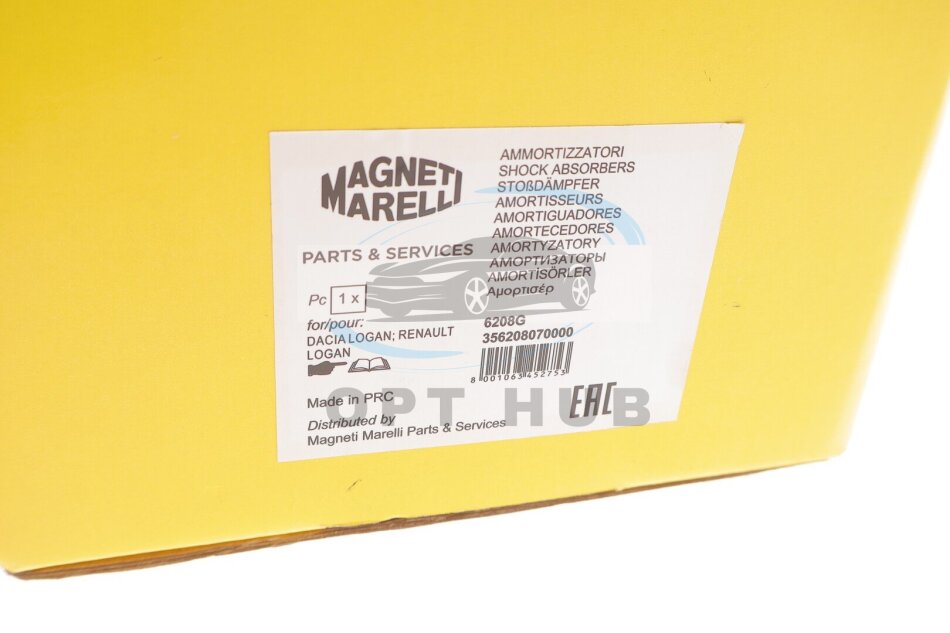 MAGNETI
MARELLI
PARTS & SERVICES
Pc 1 x
for/pour:
DACIA LOGAN; RENAULT
LOGAN
Made in PRC
Distributed by
Magneti Marelli Parts & Services
AMMORTIZZATORI
SHOCK ABSORBERS
STOßDÄMPFER
AMORTISSEURS
AMORTIGUADORES
AMORTECEDORES
AMORTYZATORY
АМОРТИЗАТОРЫ
AMORTİSÖRLER
Αμορτισέρ
6208G
356208070000
8 001063 452753
EAC
OPT HUB